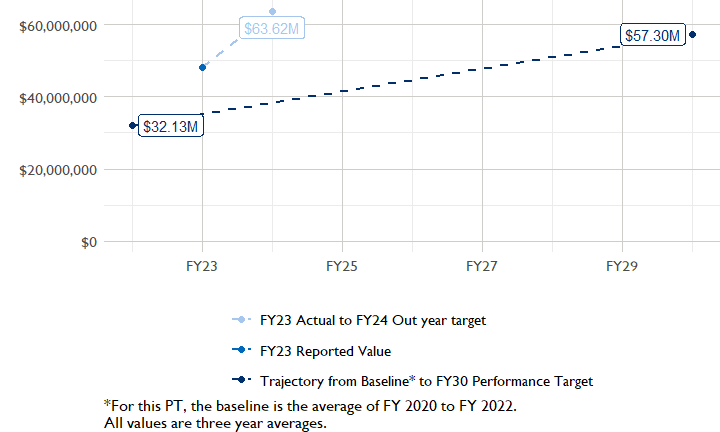 $60,000,000
$63.62M
$57.30M
$40,000,000
$32.13M
$20,000,000
$0
FY23 FY25 FY27 FY29
FY23 Actual to FY24 Out year target
FY23 Reported Value
Trajectory from Baseline* to FY30 Performance Target
*For this PT, the baseline is the average of FY 2020 to FY 2022.
All values are three year averages.